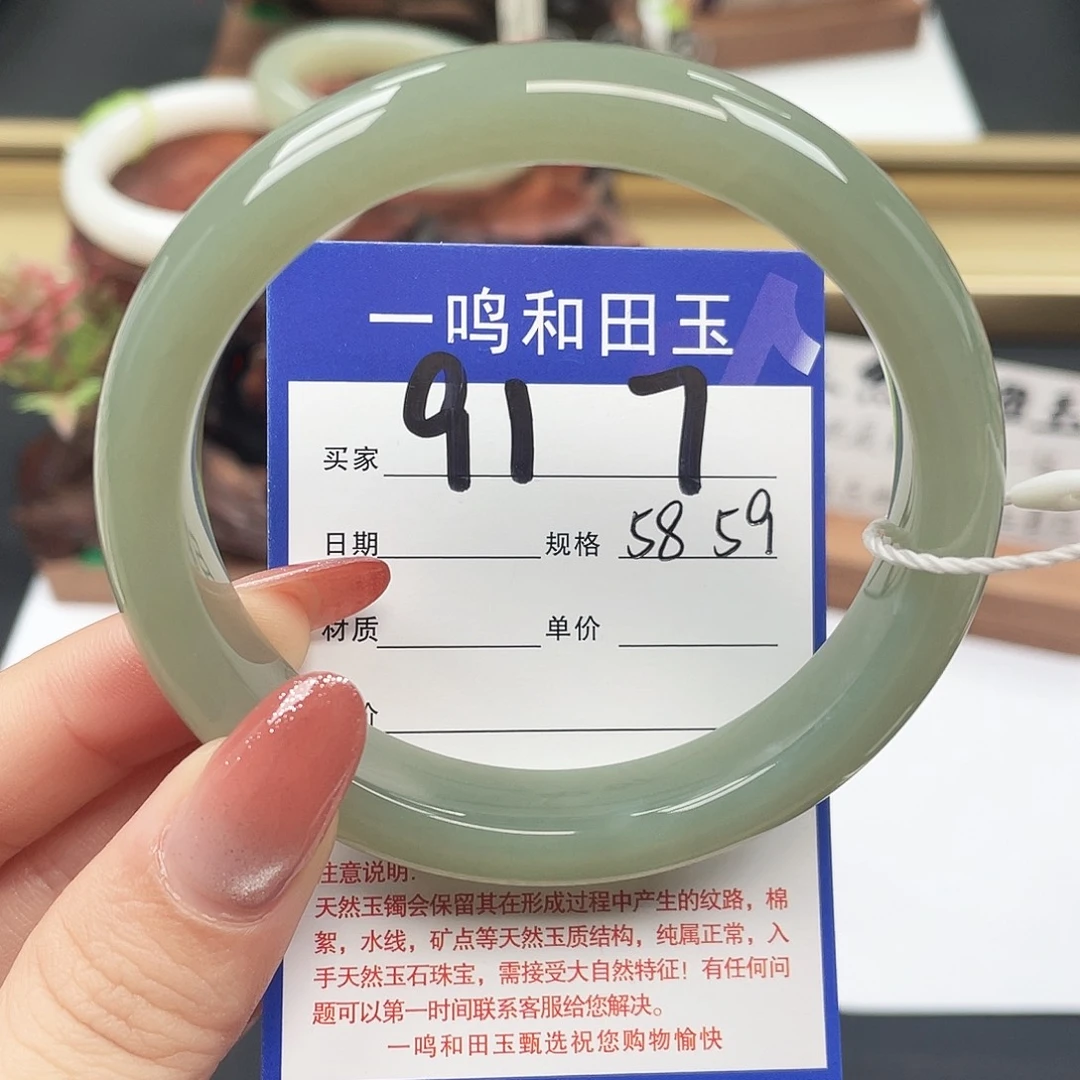 一鸣和田玉
买家 91 7
日期 规格 58 59
材质 单价
价
注意说明:
天然玉镯会保留其在形成过程中产生的纹路，棉
絮，水线，矿点等天然玉质结构，纯属正常，入
手天然玉石珠宝，需接受大自然特征！有任何问
题可以第一时间联系客服给您解决。
一鸣和田玉甄选祝您购物愉快